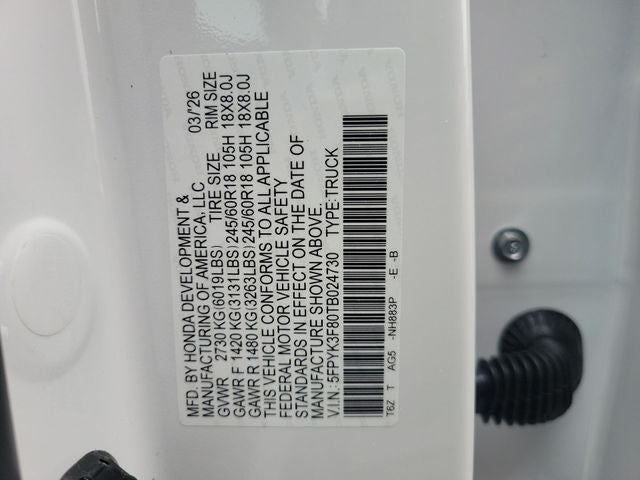 MFD. BY HONDA DEVELOPMENT & 03/'26
MANUFACTURING OF AMERICA, LLC
TIRE SIZE RIM SIZE
GVWR 2730 KG(6019LBS)
GAWR F 1420 KG(3131LBS) 245/60R18 105H 18X8.0J
GAWR R 1480 KG(3263LBS) 245/60R18 105H 18X8.0J
THIS VEHICLE CONFORMS TO ALL APPLICABLE
FEDERAL MOTOR VEHICLE SAFETY
STANDARDS IN EFFECT ON THE DATE OF
MANUFACTURE SHOWN ABOVE.
V.I.N.:5FPYK3F80TB024730 TYPE:TRUCK
T6Z T AG5 -NH883P -E -B